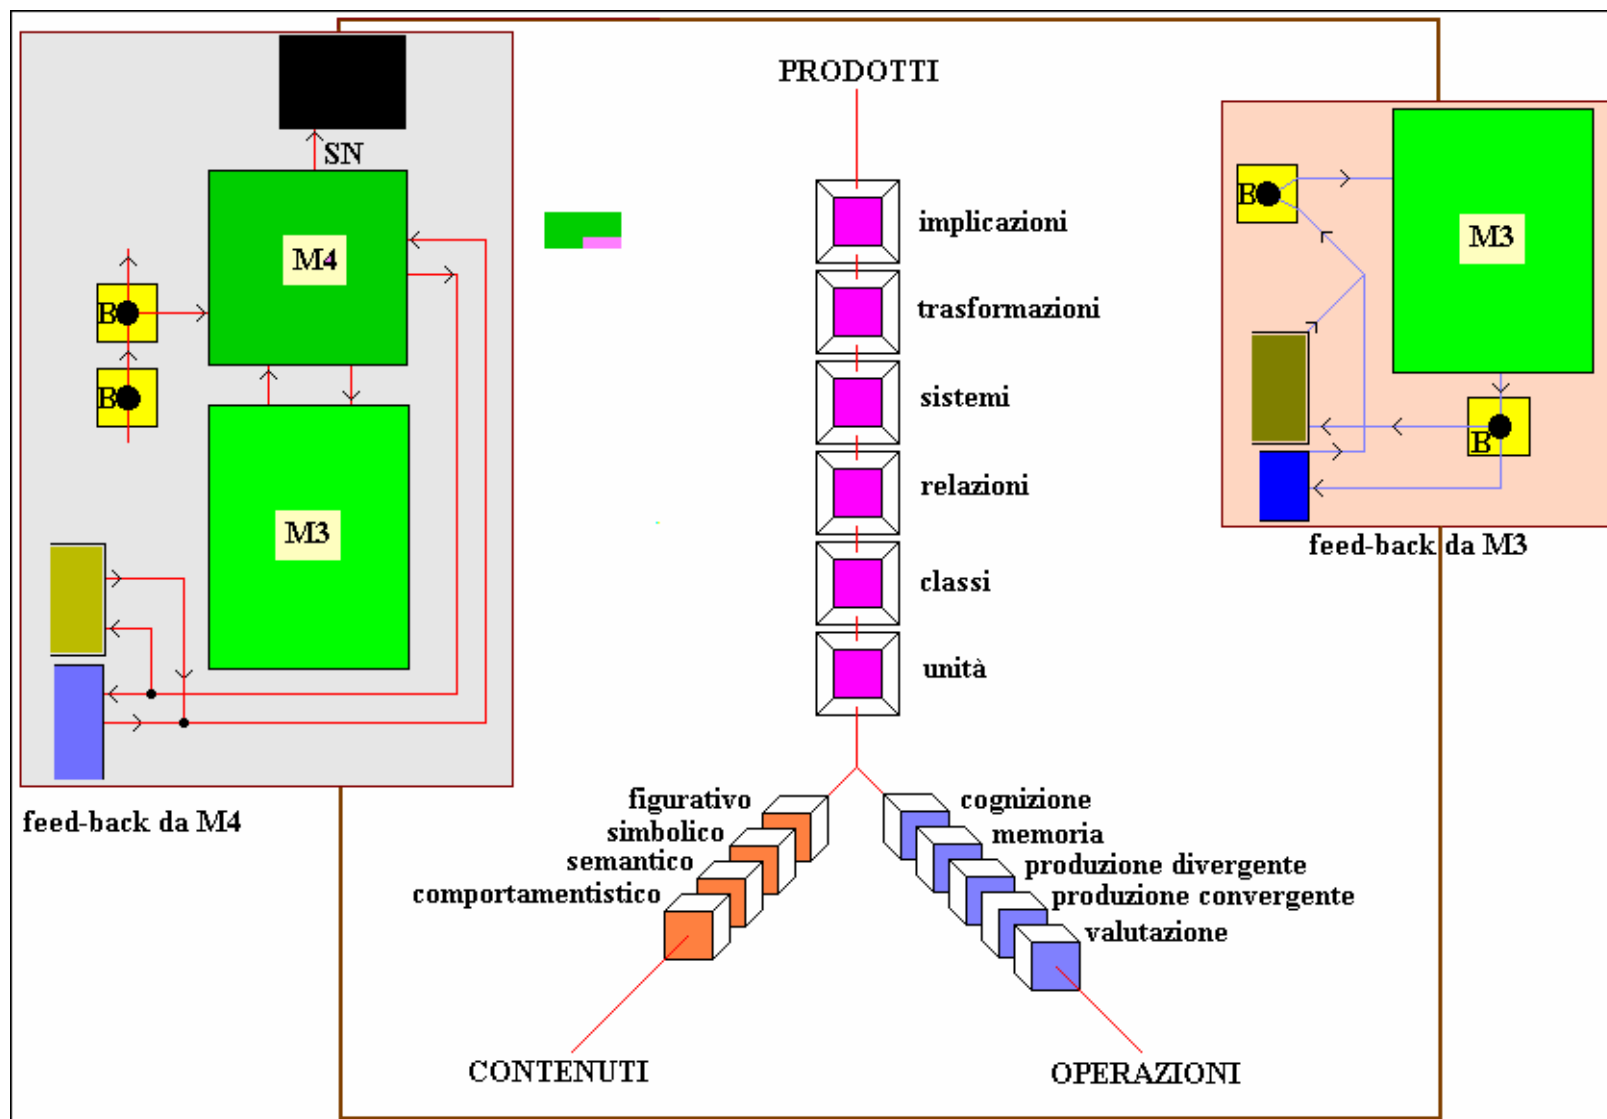 PRODOTTI
SN
M4
B
B
M3
feed-back da M4
implicazioni
trasformazioni
sistemi
relazioni
classi
unità
B
M3
B
feed-back da M3
figurativo
simbolico
semantico
comportamentistico
cognizione
memoria
produzione divergente
produzione convergente
valutazione
CONTENUTI
OPERAZIONI